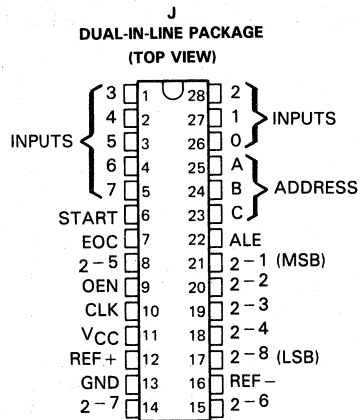 J
DUAL-IN-LINE PACKAGE
(TOP VIEW)
3 1 28 2
4 2 27 1
INPUTS 5 3 26 0 INPUTS
6 4 25 A
7 5 24 B ADDRESS
START 6 23 C
EOC 7 22 ALE
2-5 8 21 2-1 (MSB)
OEN 9 20 2-2
CLK 10 19 2-3
VCC 11 18 2-4
REF+ 12 17 2-8 (LSB)
GND 13 16 REF-
2-7 14 15 2-6